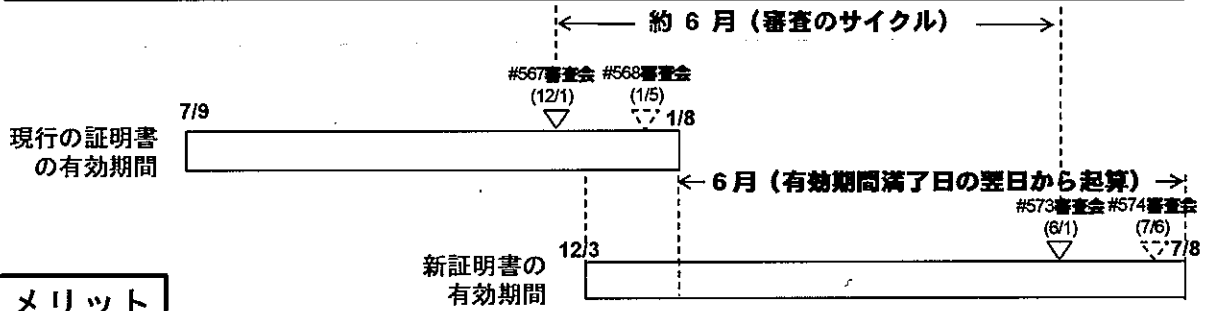 約 6 月（審査のサイクル）
#567審査会 #568審査会
(12/1) (1/5)
7/9
1/8
現行の証明書
の有効期間
6 月（有効期間満了日の翌日から起算）
#573審査会 #574審査会
(6/1) (7/6)
12/3
7/8
新証明書の
有効期間
メリット